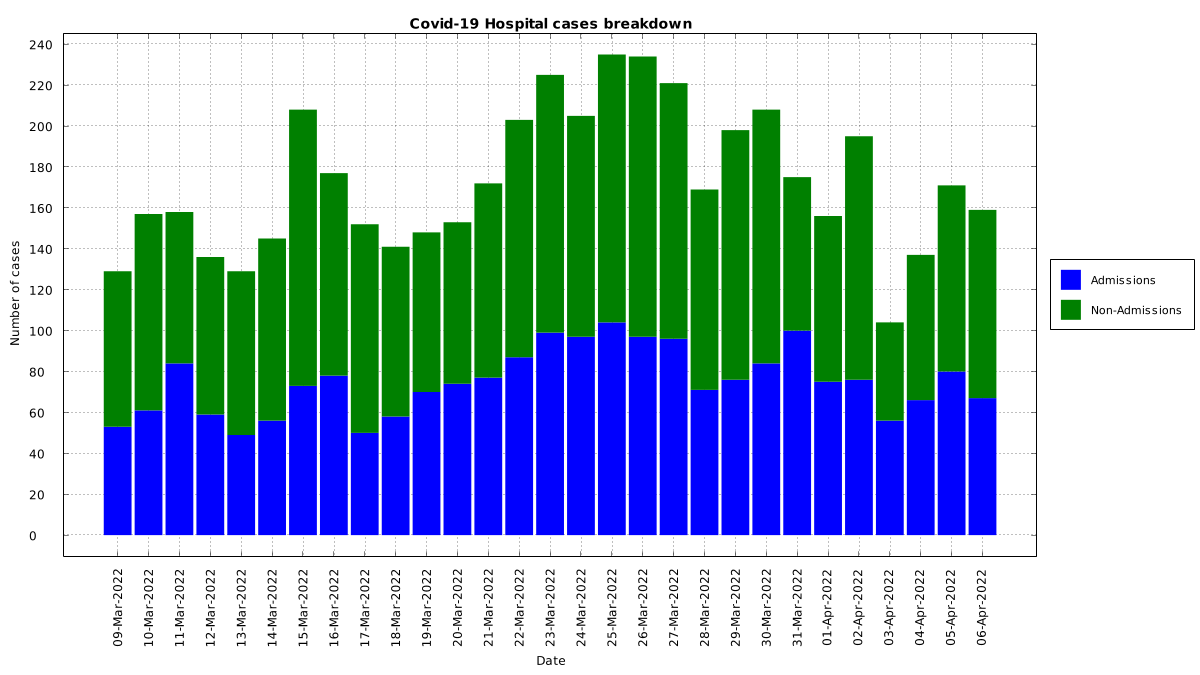 Covid-19 Hospital cases breakdown
240
220
200
180
160
140
120
100
80
60
40
20
0
Number of cases
09-Mar-2022
10-Mar-2022
11-Mar-2022
12-Mar-2022
13-Mar-2022
14-Mar-2022
15-Mar-2022
16-Mar-2022
17-Mar-2022
18-Mar-2022
19-Mar-2022
20-Mar-2022
21-Mar-2022
22-Mar-2022
23-Mar-2022
24-Mar-2022
25-Mar-2022
26-Mar-2022
27-Mar-2022
28-Mar-2022
29-Mar-2022
30-Mar-2022
31-Mar-2022
01-Apr-2022
02-Apr-2022
03-Apr-2022
04-Apr-2022
05-Apr-2022
06-Apr-2022
Date
Admissions
Non-Admissions